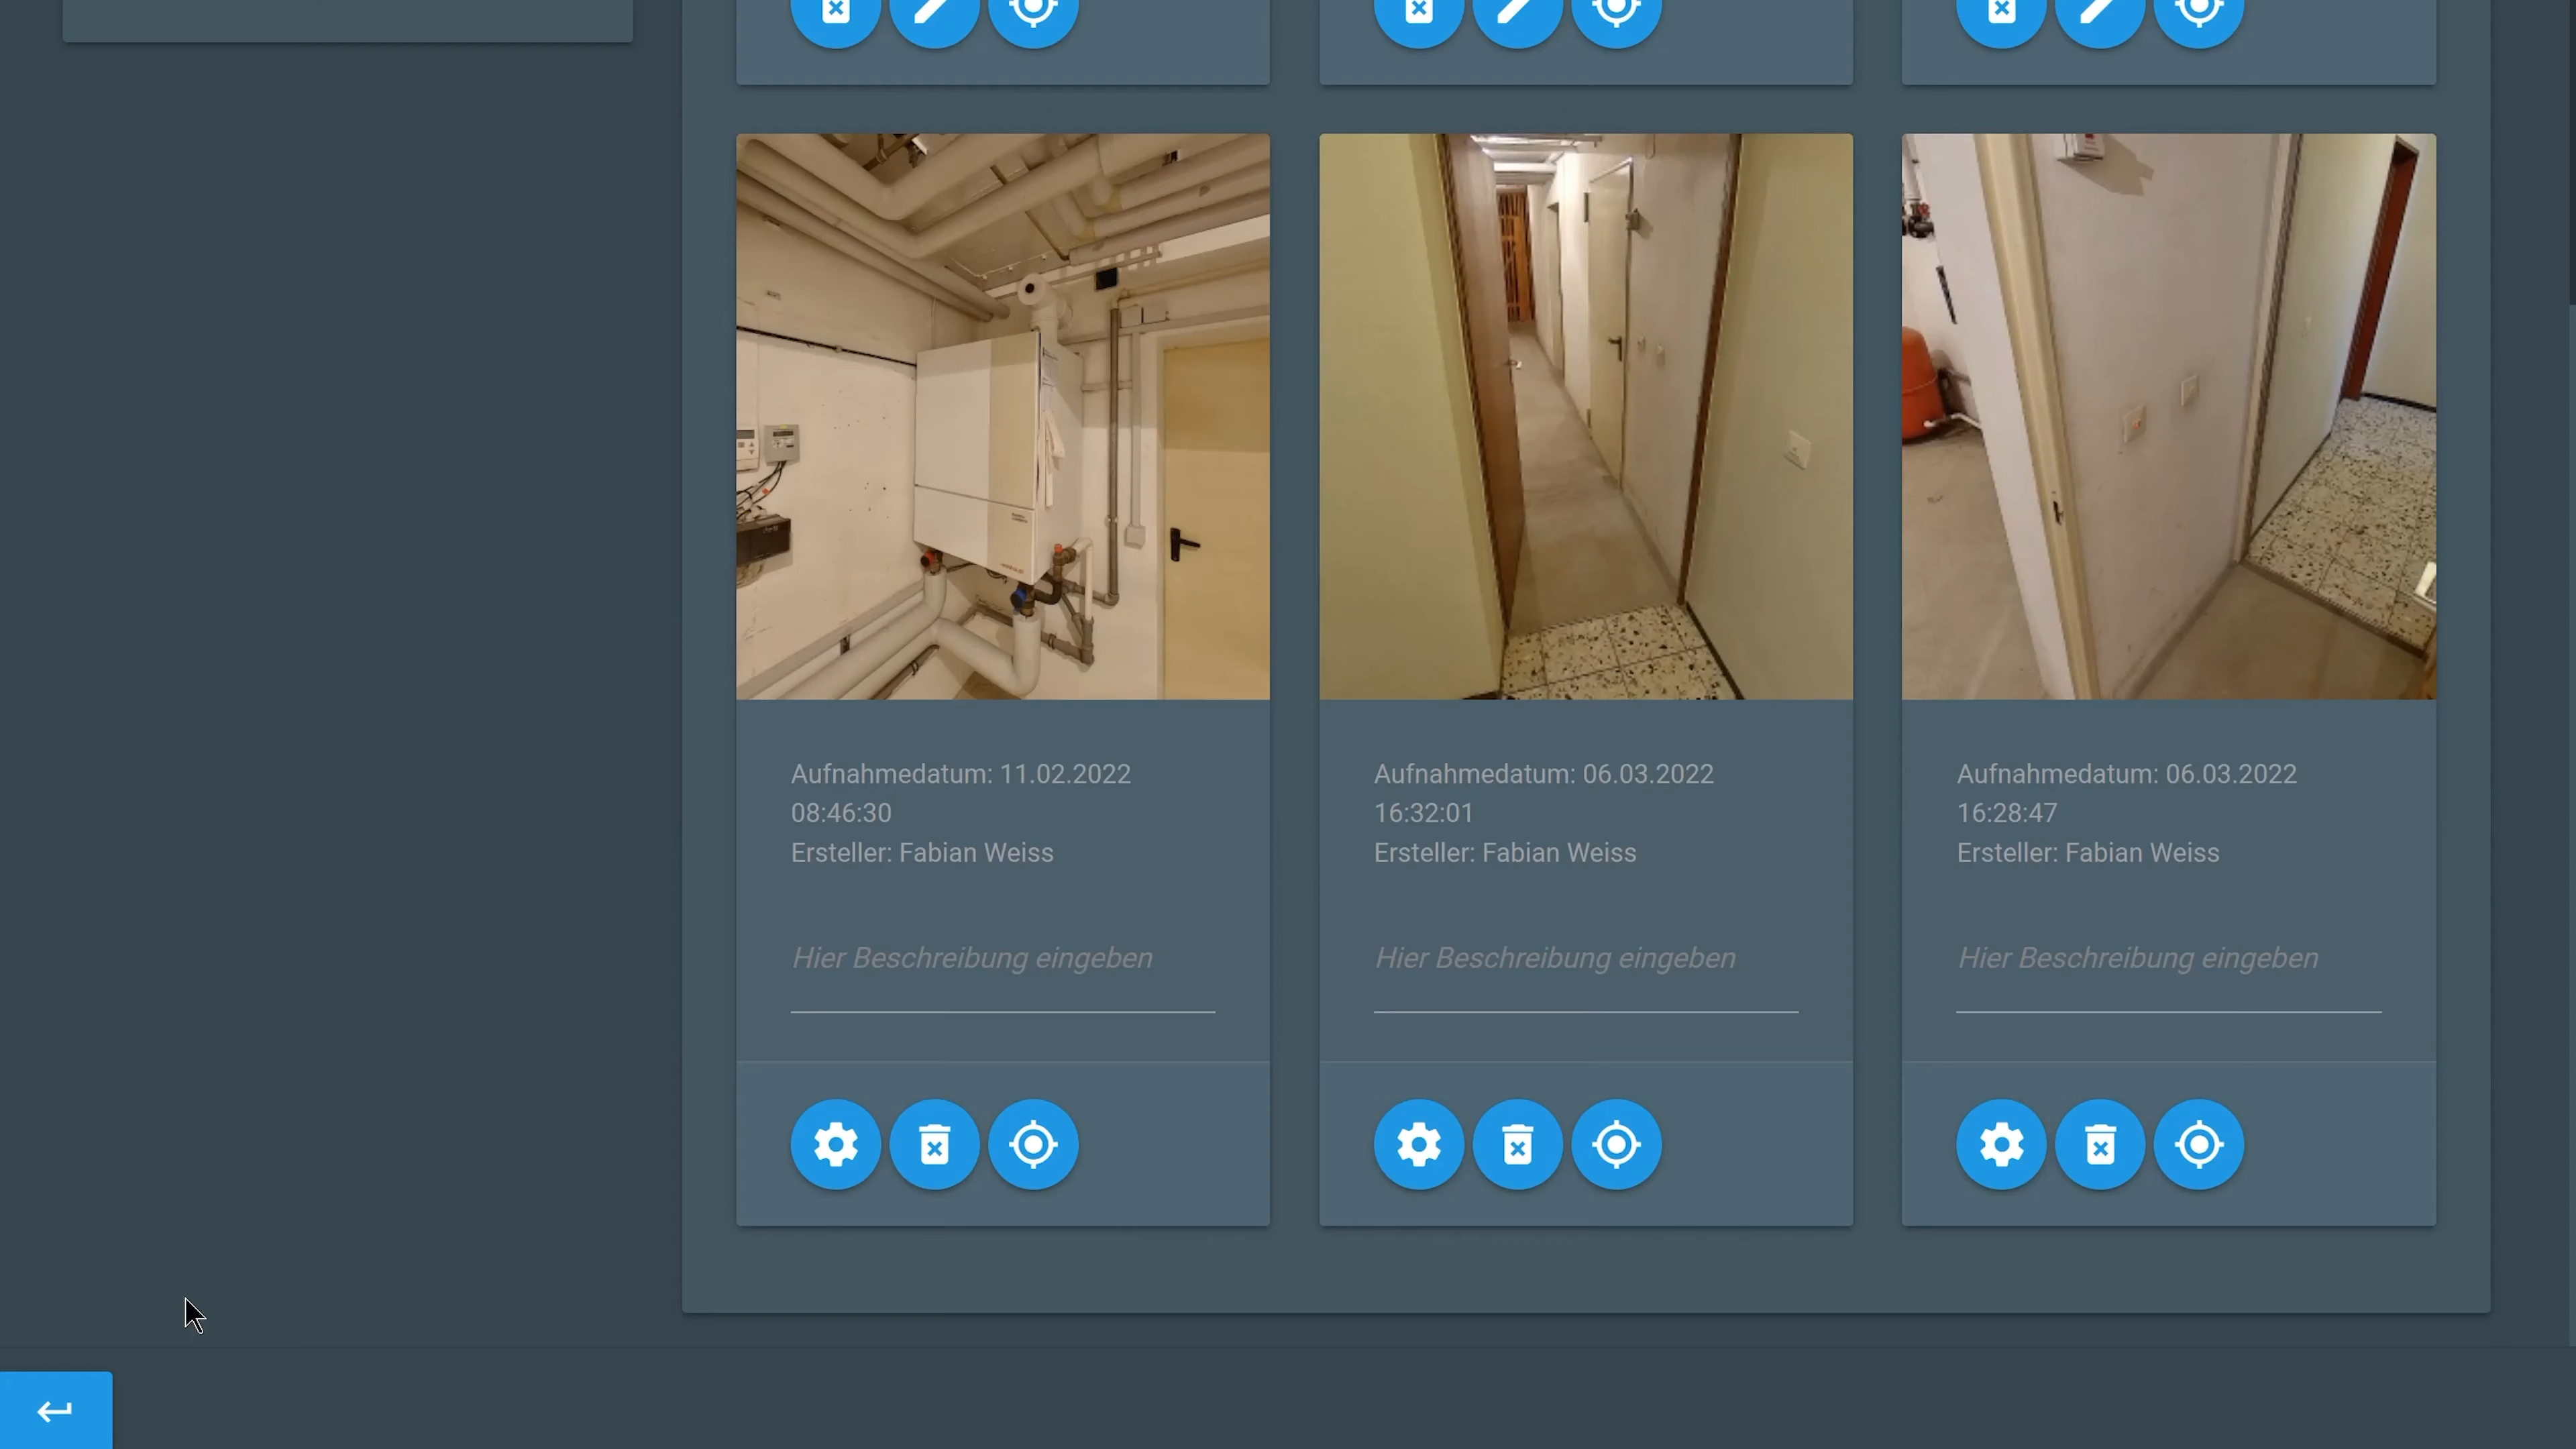 Aufnahmedatum: 11.02.2022
08:46:30
Ersteller: Fabian Weiss
Hier Beschreibung eingeben
Aufnahmedatum: 06.03.2022
16:32:01
Ersteller: Fabian Weiss
Hier Beschreibung eingeben
Aufnahmedatum: 06.03.2022
16:28:47
Ersteller: Fabian Weiss
Hier Beschreibung eingeben